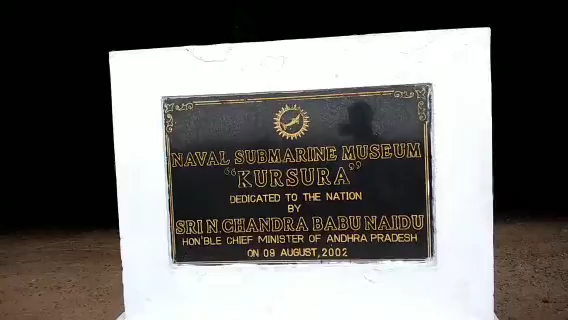 NAVAL SUBMARINE MUSEUM
"KURSURA"
DEDICATED TO THE NATION
BY
SRI N. CHANDRA BABU NAIDU
HON'BLE CHIEF MINISTER OF ANDHRA PRADESH
ON 09 AUGUST, 2002